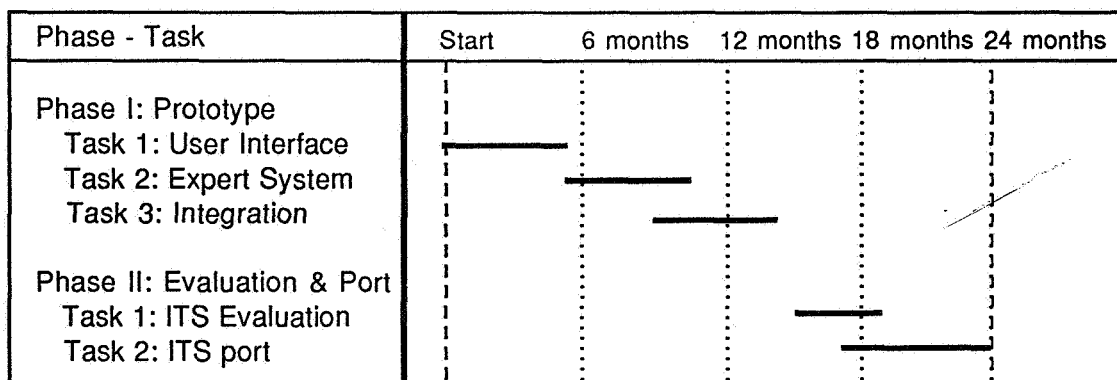 Phase - Task Start 6 months 12 months 18 months 24 months
Phase I: Prototype
Task 1: User Interface
Task 2: Expert System
Task 3: Integration
Phase II: Evaluation & Port
Task 1: ITS Evaluation
Task 2: ITS port